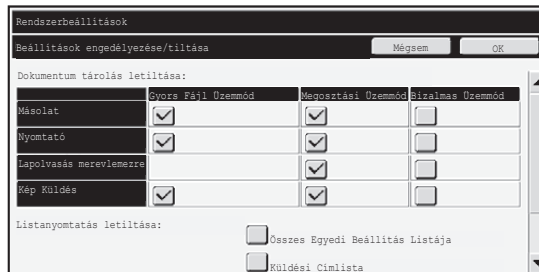 Rendszerbeállítások
Beállítások engedélyezése/tiltása Mégsem OK
Dokumentum tárolás letiltása:
Gyors Fájl Üzemmód Megosztási Üzemmód Bizalmas Üzemmód
Másolat
Nyomtató
Lapolvasás merevlemezre
Kép Küldés
Listanyomtatás letiltása:
Összes Egyedi Beállítás Listája
Küldési Címlista